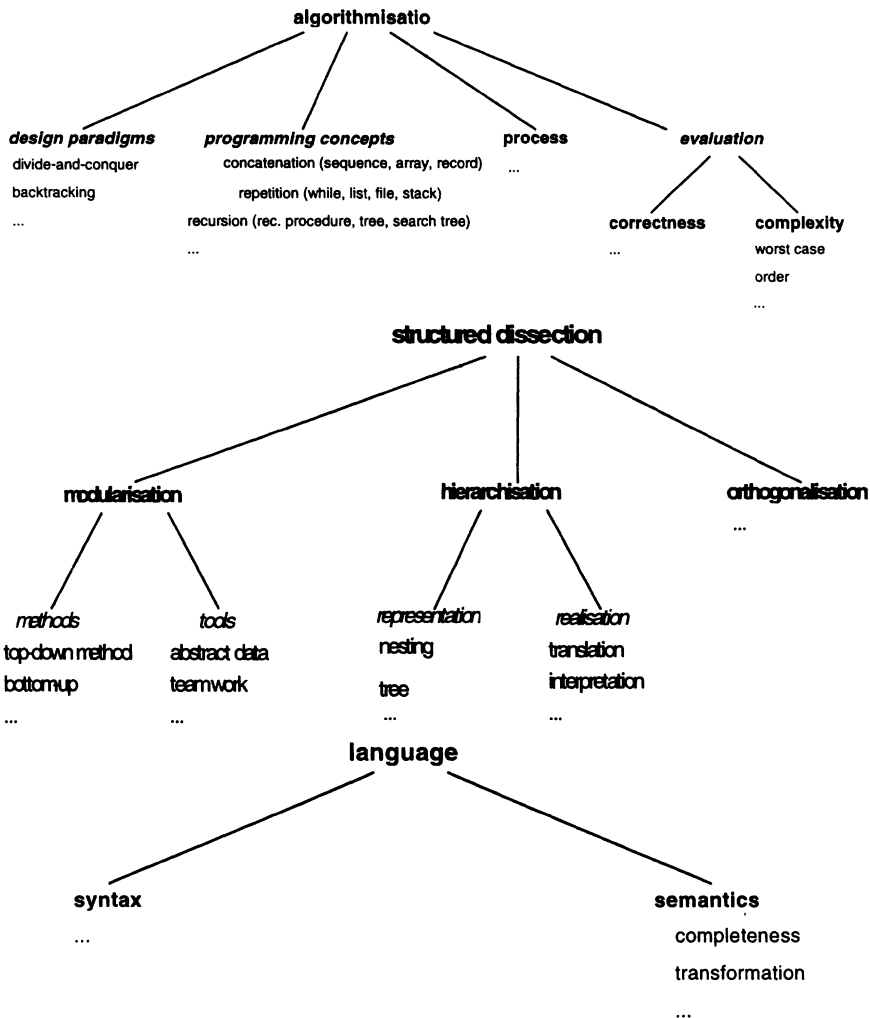 algorithmisatio
design paradigms programming concepts process evaluation
divide-and-conquer concatenation (sequence, array, record) ...
backtracking repetition (while, list, file, stack)
... recursion (rec. procedure, tree, search tree) correctness complexity
... ... worst case
order
...
structured dissection
modularisation hierarchisation orthogonalisation
...
methods tools representation realisation
top-down method abstract data nesting translation
bottom-up teamwork tree interpretation
... ... ... ...
language
syntax semantics
... completeness
transformation
...